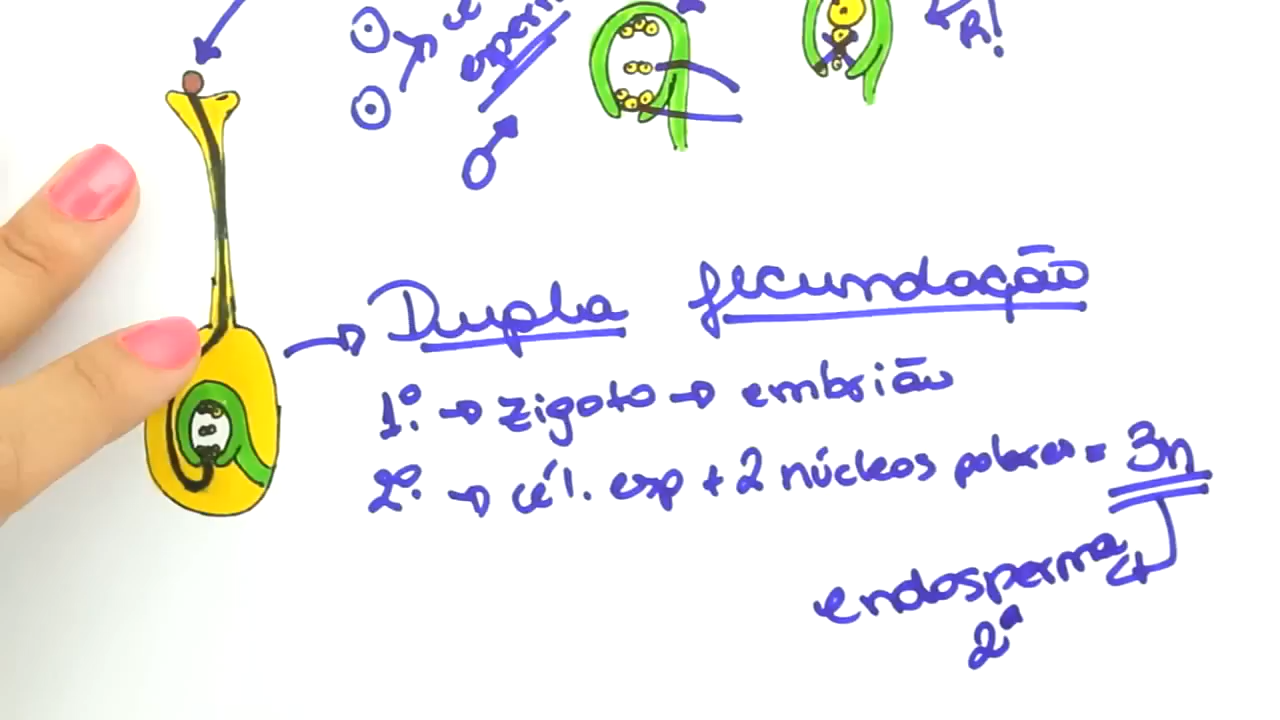 R!
Dupla fecundação
1º. → zigoto → embrião
2º. → cél. esp + 2 núcleos polares = 3n
endosperma
2ª